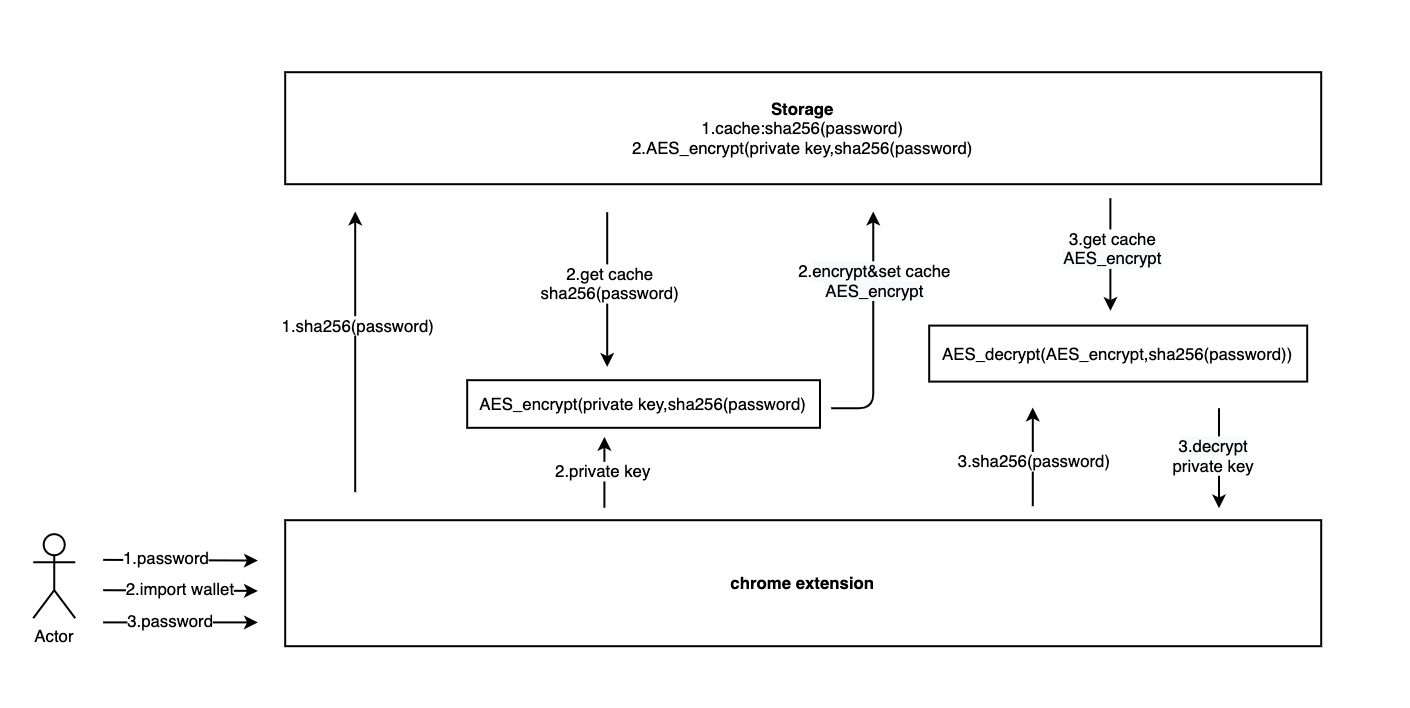 Storage
1.cache:sha256(password)
2.AES_encrypt(private key,sha256(password)
3.get cache
AES_encrypt
2.get cache
sha256(password)
2.encrypt&set cache
AES_encrypt
1.sha256(password)
AES_decrypt(AES_encrypt,sha256(password))
AES_encrypt(private key,sha256(password)
2.private key
3.sha256(password)
3.decrypt
private key
1.password
2.import wallet
3.password
Actor
chrome extension